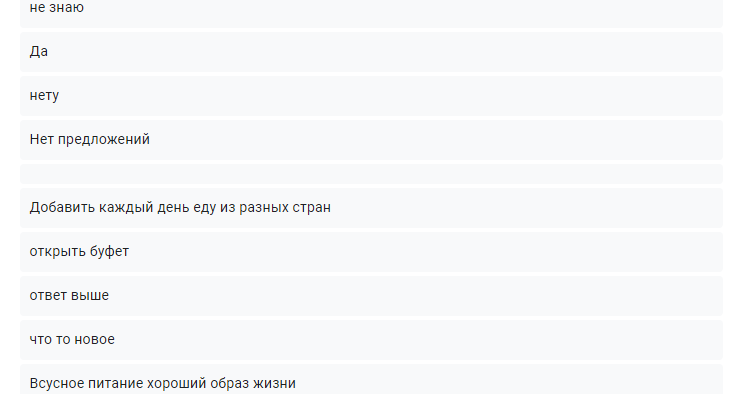 не знаю
Да
нету
Нет предложений
Добавить каждый день еду из разных стран
открыть буфет
ответ выше
что то новое
Всусное питание хороший образ жизни